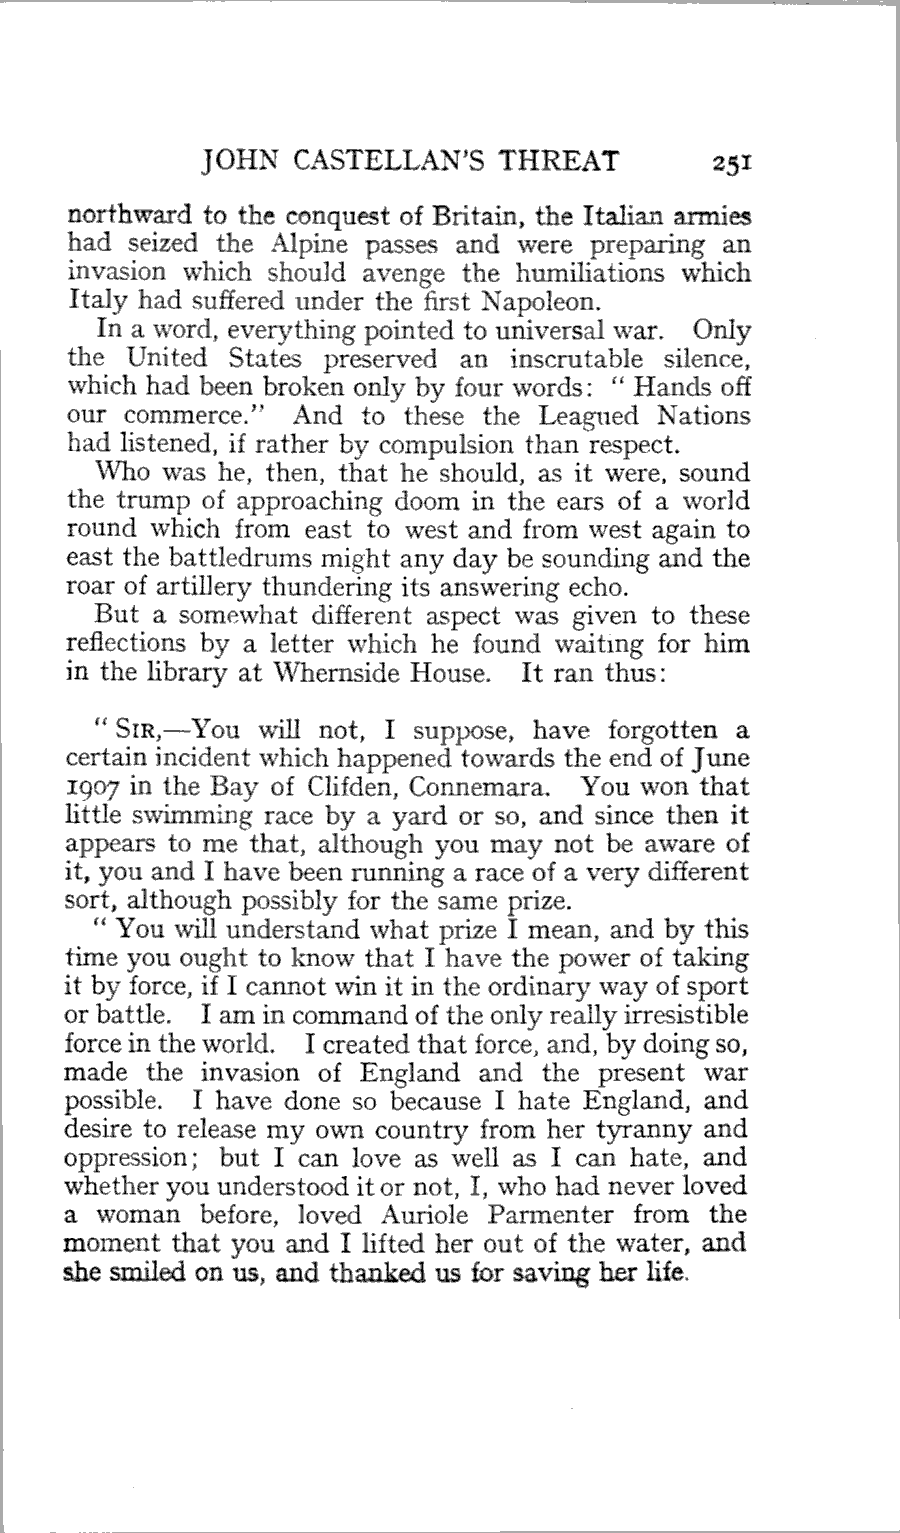 JOHN CASTELLAN'S THREAT 251
northward to the conquest of Britain, the Italian armies
had seized the Alpine passes and were preparing an
invasion which should avenge the humiliations which
Italy had suffered under the first Napoleon.
In a word, everything pointed to universal war. Only
the United States preserved an inscrutable silence,
which had been broken only by four words: “ Hands off
our commerce.” And to these the Leagued Nations
had listened, if rather by compulsion than respect.
Who was he, then, that he should, as it were, sound
the trump of approaching doom in the ears of a world
round which from east to west and from west again to
east the battledrums might any day be sounding and the
roar of artillery thundering its answering echo.
But a somewhat different aspect was given to these
reflections by a letter which he found waiting for him
in the library at Whernside House. It ran thus:
“ SIR,—You will not, I suppose, have forgotten a
certain incident which happened towards the end of June
1907 in the Bay of Clifden, Connemara. You won that
little swimming race by a yard or so, and since then it
appears to me that, although you may not be aware of
it, you and I have been running a race of a very different
sort, although possibly for the same prize.
“ You will understand what prize I mean, and by this
time you ought to know that I have the power of taking
it by force, if I cannot win it in the ordinary way of sport
or battle. I am in command of the only really irresistible
force in the world. I created that force, and, by doing so,
made the invasion of England and the present war
possible. I have done so because I hate England, and
desire to release my own country from her tyranny and
oppression; but I can love as well as I can hate, and
whether you understood it or not, I, who had never loved
a woman before, loved Auriole Parmenter from the
moment that you and I lifted her out of the water, and
she smiled on us, and thanked us for saving her life.